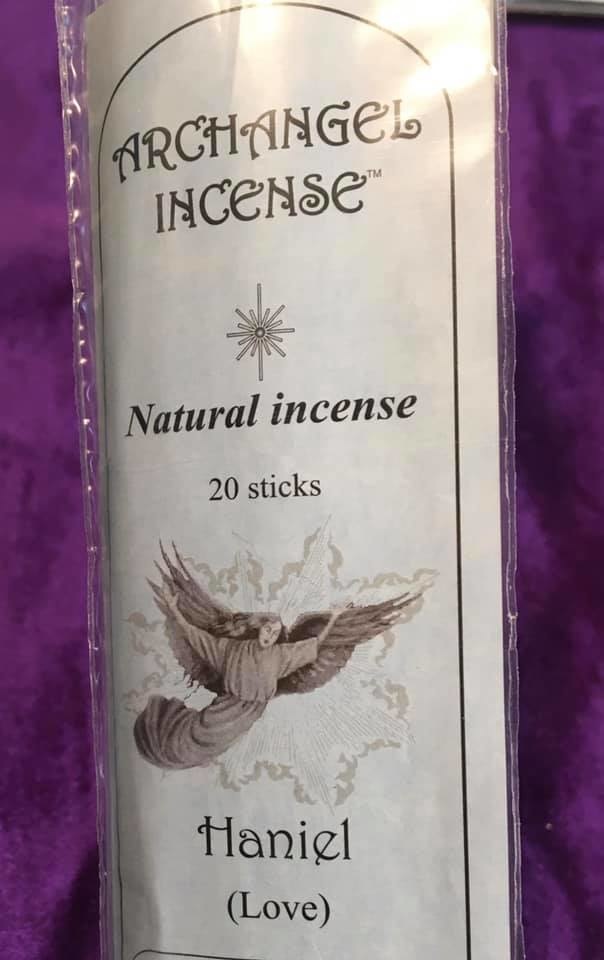 ARCHANGEL
INCENSE™
Natural incense
20 sticks
Haniel
(Love)